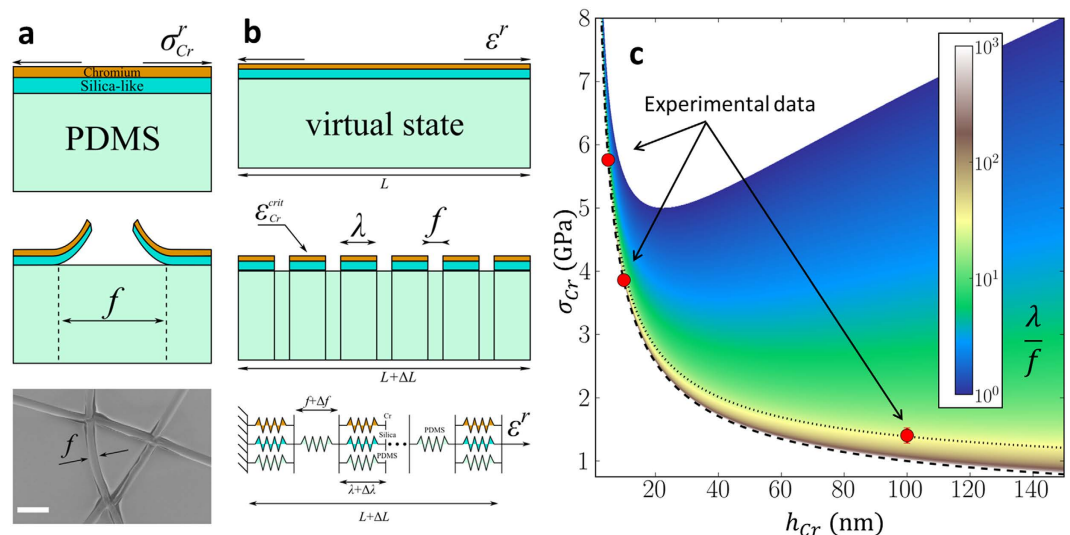 a
σ^r_Cr
Chromium
Silica-like
PDMS
f
f
b
ε^r
virtual state
L
ε^crit_Cr
λ
f
L+ΔL
f+Δf
Cr
Silica
PDMS
PDMS
ε^r
λ+Δλ
L+ΔL
c
Experimental data
σ_Cr (GPa)
8
7
6
5
4
3
2
1
20 40 60 80 100 120 140
h_Cr (nm)
10^3
10^2
10^1
10^0
λ
f